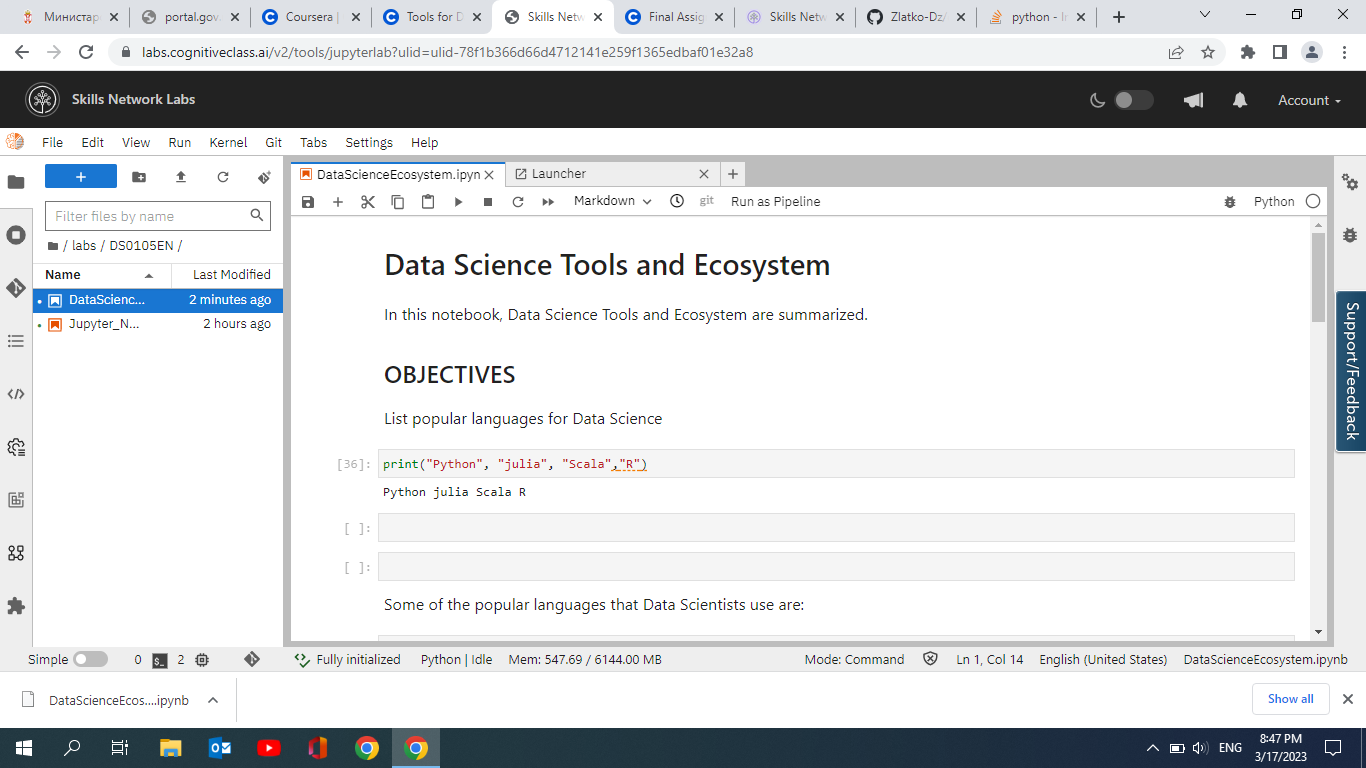 Министар
portal.gov.
Coursera |
Tools for D
Skills Netw
Final Assig
Skills Netw
Zlatko-Dz/
python - Ir
labs.cognitiveclass.ai/v2/tools/jupyterlab?ulid=ulid-78f1b366d66d4712141e259f1365edbaf01e32a8
Skills Network Labs
Account
File Edit View Run Kernel Git Tabs Settings Help
DataScienceEcosystem.ipyn
Launcher
Filter files by name
Markdown
git
Run as Pipeline
Python
/ labs / DS0105EN /
Name Last Modified
DataScienc... 2 minutes ago
Jupyter_N... 2 hours ago
Data Science Tools and Ecosystem
In this notebook, Data Science Tools and Ecosystem are summarized.
OBJECTIVES
List popular languages for Data Science
[36]: print("Python", "julia", "Scala","R")
Python julia Scala R
[ ]:
[ ]:
Some of the popular languages that Data Scientists use are:
Support/Feedback
Simple 0 2 Fully initialized Python | Idle Mem: 547.69 / 6144.00 MB Mode: Command Ln 1, Col 14 English (United States) DataScienceEcosystem.ipynb
DataScienceEcos....ipynb
Show all
ENG
8:47 PM
3/17/2023